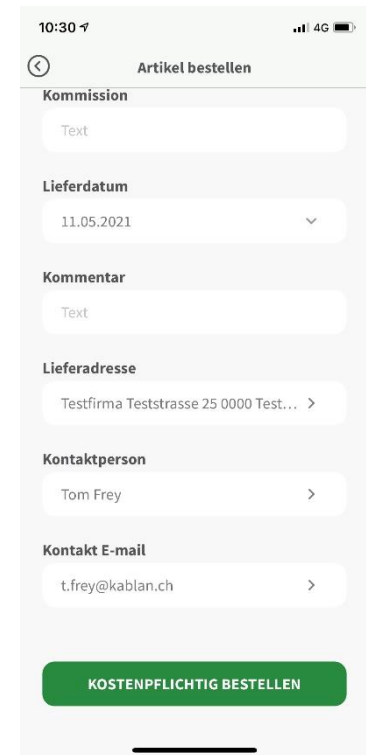 10:30
4G
Artikel bestellen
Kommission
Text
Lieferdatum
11.05.2021
Kommentar
Text
Lieferadresse
Testfirma Teststrasse 25 0000 Test...
Kontaktperson
Tom Frey
Kontakt E-mail
t.frey@kablan.ch
KOSTENPFLICHTIG BESTELLEN